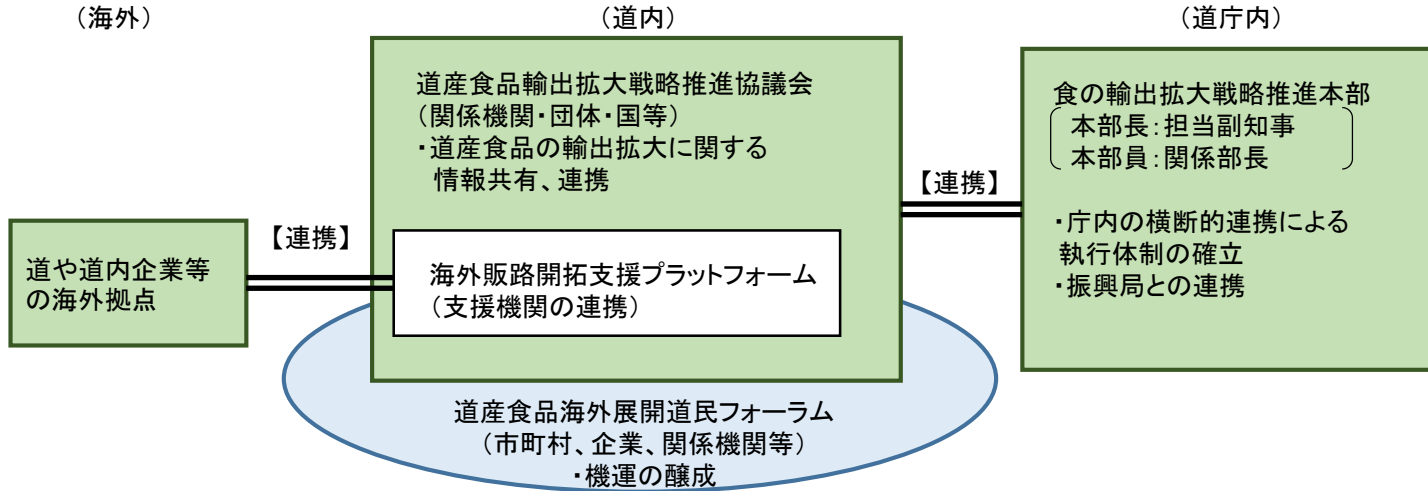 （海外）
（道内）
（道庁内）
道産食品輸出拡大戦略推進協議会
（関係機関・団体・国等）
・道産食品の輸出拡大に関する
情報共有、連携
食の輸出拡大戦略推進本部
本部長：担当副知事
本部員：関係部長
・庁内の横断的連携による
執行体制の確立
・振興局との連携
【連携】
【連携】
道や道内企業等
の海外拠点
海外販路開拓支援プラットフォーム
（支援機関の連携）
道産食品海外展開道民フォーラム
（市町村、企業、関係機関等）
・機運の醸成